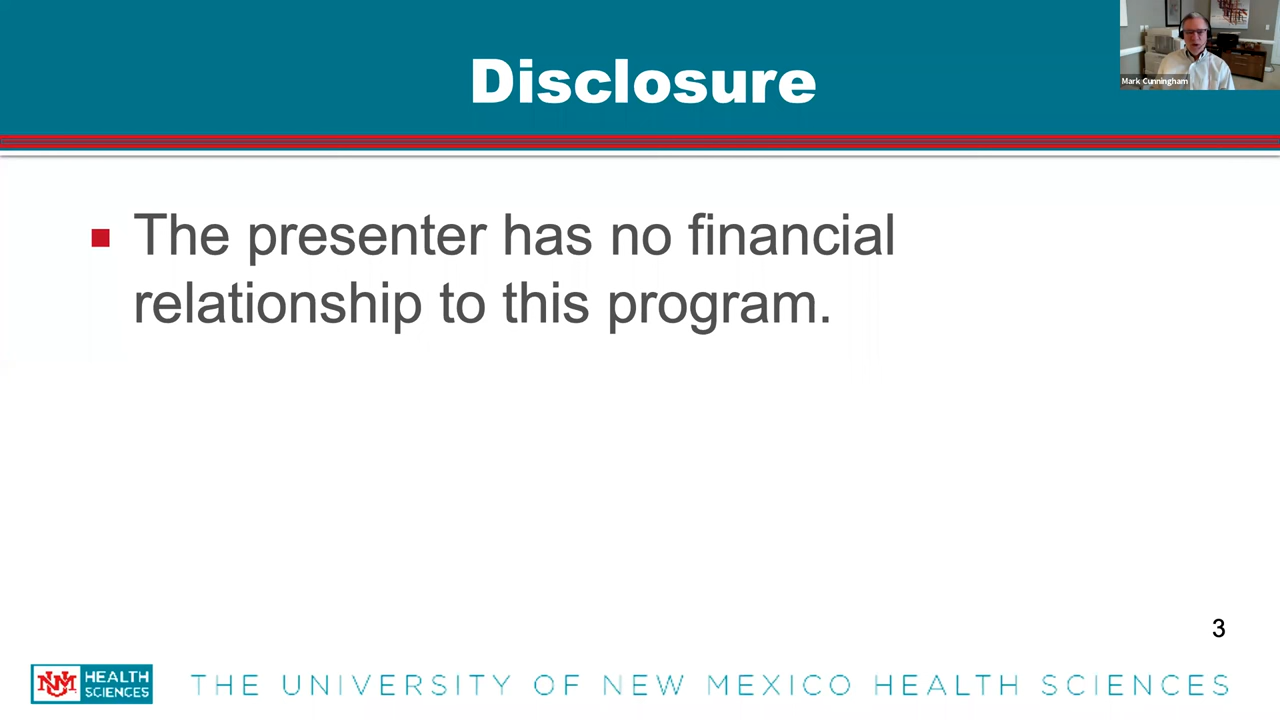 Disclosure
Mark Cunningham
The presenter has no financial
relationship to this program.
3
UNM HEALTH
SCIENCES
THE UNIVERSITY OF NEW MEXICO HEALTH SCIENCES